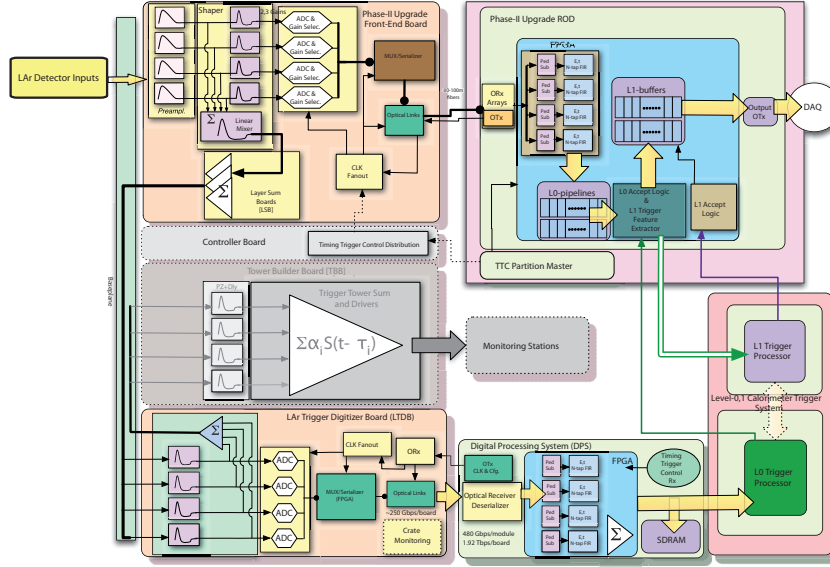 LAr Detector Inputs
Shaper
2,3 Gains
Phase-II Upgrade
Front-End Board
ADC &
Gain Selec.
ADC &
Gain Selec.
ADC &
Gain Selec.
ADC &
Gain Selec.
Preampl.
Σ
Linear
Mixer
MUX/Serializer
Optical Links
CLK
Fanout
Σ
Layer Sum
Boards
[LSB]
10-100m
fibers
Phase-II Upgrade ROD
ORx
Arrays
OTx
FPGA
Ped
Sub
E,t
N-tap FIR
Ped
Sub
E,t
N-tap FIR
Ped
Sub
E,t
N-tap FIR
Ped
Sub
E,t
N-tap FIR
L1-buffers
Output
OTx
DAQ
L0-pipelines
L0 Accept Logic
&
L1 Trigger
Feature
Extractor
L1 Accept
Logic
TTC Partition Master
Controller Board
Timing Trigger Control Distribution
Baseplane
Tower Builder Board [TBB]
PZ+Dly
Trigger Tower Sum
and Drivers
Σα_iS(t- τ_i)
Monitoring Stations
L1 Trigger
Processor
Level-0,1 Calorimeter Trigger
System
L0 Trigger
Processor
LAr Trigger Digitizer Board (LTDB)
Σ
ADC
ADC
ADC
ADC
CLK Fanout
ORx
MUX/Serializer
(FPGA)
Optical Links
~250 Gbps/board
Crate
Monitoring
Digital Processing System (DPS)
OTx
CLK & Cfg.
Optical Receiver
Deserializer
480 Gbps/module
1.92 Tbps/board
Ped
Sub
E,t
N-tap FIR
Ped
Sub
E,t
N-tap FIR
Ped
Sub
E,t
N-tap FIR
Ped
Sub
E,t
N-tap FIR
FPGA
Σ
Timing
Trigger
Control
Rx
SDRAM